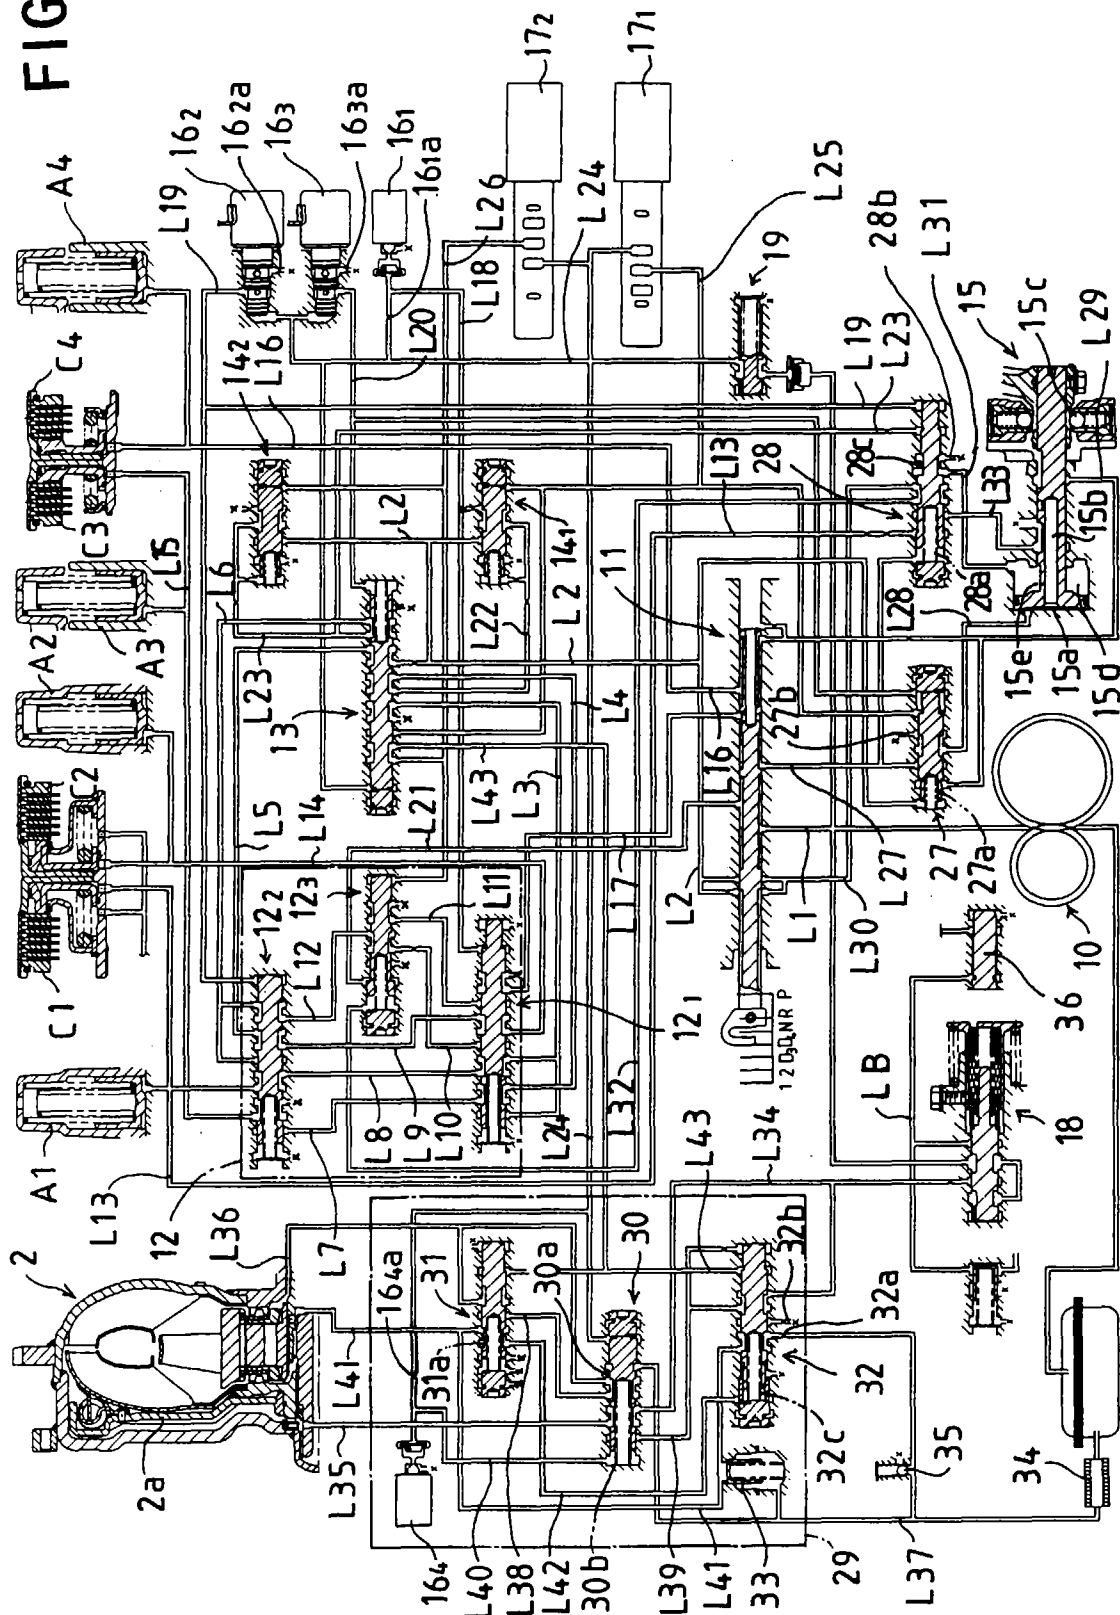 FIG
17₂
17₁
16₂
16₂a
16₃
16₃a
16₁
16₁a
A4
L19
L26
L24
L25
C4
14₂
L16
L20
L18
19
28b
L31
C3
L15
L6
L2
14₁
L13
28
28c
L19
L23
15
15c
L29
A2
A3
L23
13
L22
L2
11
L28
28a
L33
15b
15e
15a
15d
C2
L5
L14
L21
L43
L3
L4
L16
27b
C1
12₂
12₃
L12
L11
L17
L2
L1
L30
L27
27
27a
10
A1
L8
L9
L10
12₁
1 2 D₃ D₄ N R P
36
L13
12
L7
L24
L32
LB
18
2
L36
L41
16₄a
31
31a
30a
30
L43
L34
32b
32a
32
2a
L35
16₄
L40
L38
L42
30b
L39
L41
33
32c
29
35
34
L37